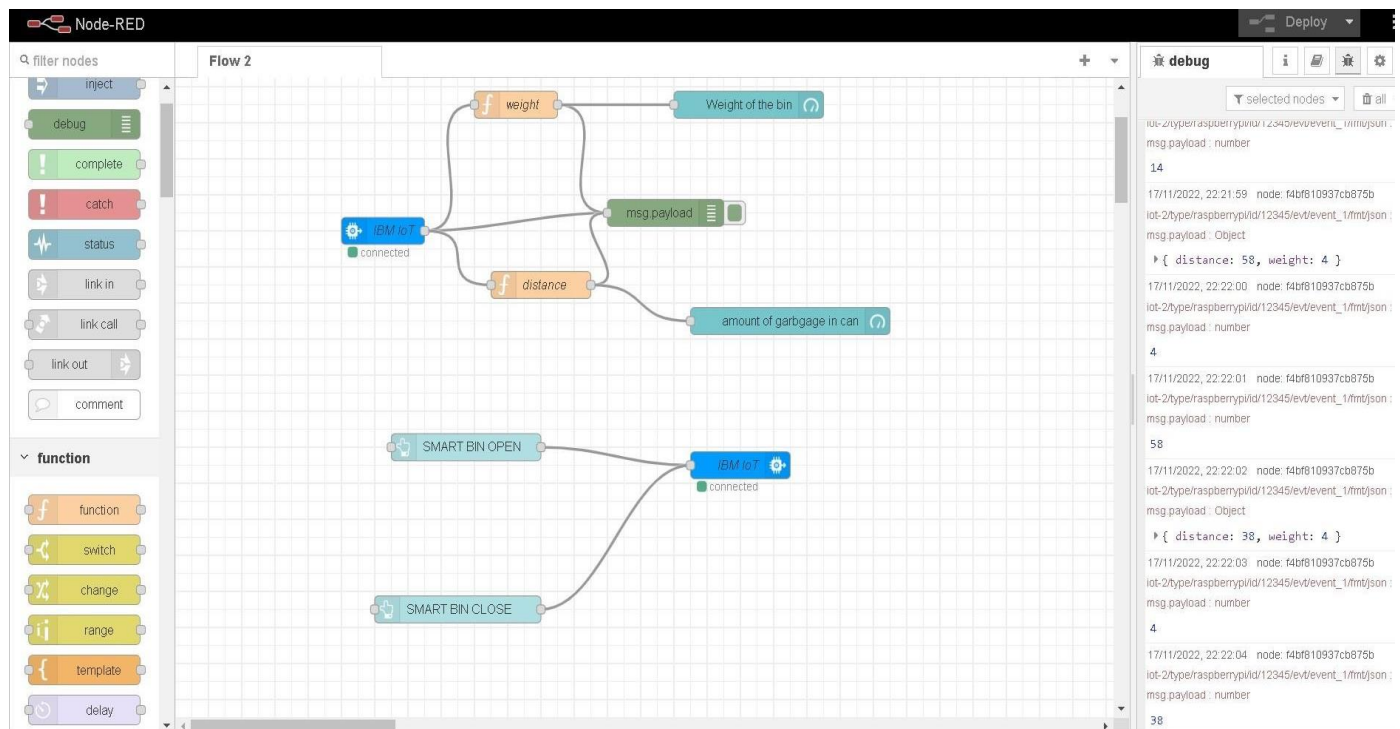 Node-RED
Deploy
filter nodes
inject
debug
complete
catch
status
link in
link call
link out
comment
function
function
switch
change
range
template
delay
Flow 2
weight
Weight of the bin
msg.payload
IBM IoT
connected
distance
amount of garbgage in can
SMART BIN OPEN
IBM IoT
connected
SMART BIN CLOSE
debug
i
selected nodes
all
iot-2/type/raspberrypi/id/12345/evt/event_1/fmt/json :
msg.payload : number
14
17/11/2022, 22:21:59 node: f4bf810937cb875b
iot-2/type/raspberrypi/id/12345/evt/event_1/fmt/json :
msg.payload : Object
{ distance: 58, weight: 4 }
17/11/2022, 22:22:00 node: f4bf810937cb875b
iot-2/type/raspberrypi/id/12345/evt/event_1/fmt/json :
msg.payload : number
4
17/11/2022, 22:22:01 node: f4bf810937cb875b
iot-2/type/raspberrypi/id/12345/evt/event_1/fmt/json :
msg.payload : number
58
17/11/2022, 22:22:02 node: f4bf810937cb875b
iot-2/type/raspberrypi/id/12345/evt/event_1/fmt/json :
msg.payload : Object
{ distance: 38, weight: 4 }
17/11/2022, 22:22:03 node: f4bf810937cb875b
iot-2/type/raspberrypi/id/12345/evt/event_1/fmt/json :
msg.payload : number
4
17/11/2022, 22:22:04 node: f4bf810937cb875b
iot-2/type/raspberrypi/id/12345/evt/event_1/fmt/json :
msg.payload : number
38